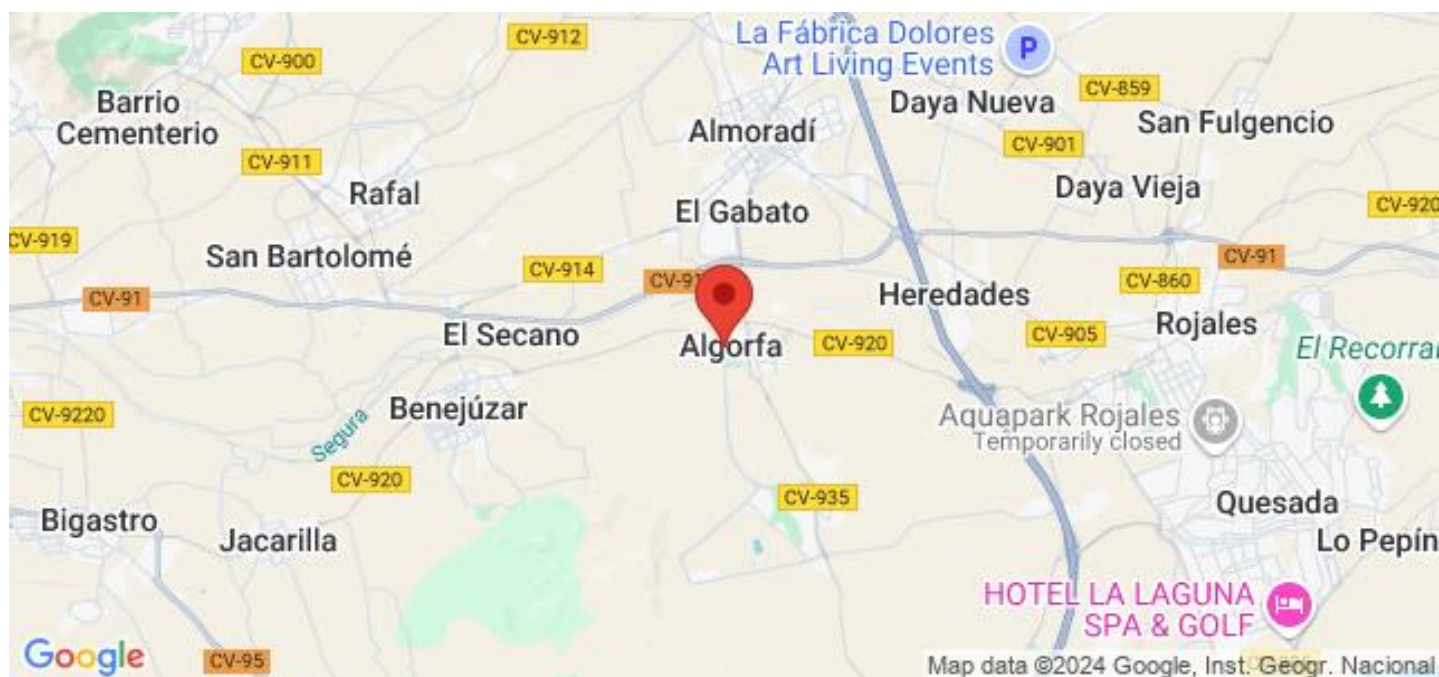 CV-912
La Fábrica Dolores
Art Living Events
P
CV-900
CV-859
Barrio
Cementerio
Daya Nueva
San Fulgencio
Almoradí
CV-901
CV-911
Rafal
Daya Vieja
El Gabato
CV-920
CV-919
San Bartolomé
CV-914
CV-91
CV-91
CV-860
CV-91
Heredades
El Secano
Algorfa
CV-920
CV-905
Rojales
El Recorral
CV-9220
Benejúzar
Segura
Aquapark Rojales
Temporarily closed
CV-920
CV-935
Quesada
Bigastro
Jacarilla
Lo Pepín
HOTEL LA LAGUNA
SPA & GOLF
Google
CV-95
Map data ©2024 Google, Inst. Geogr. Nacional